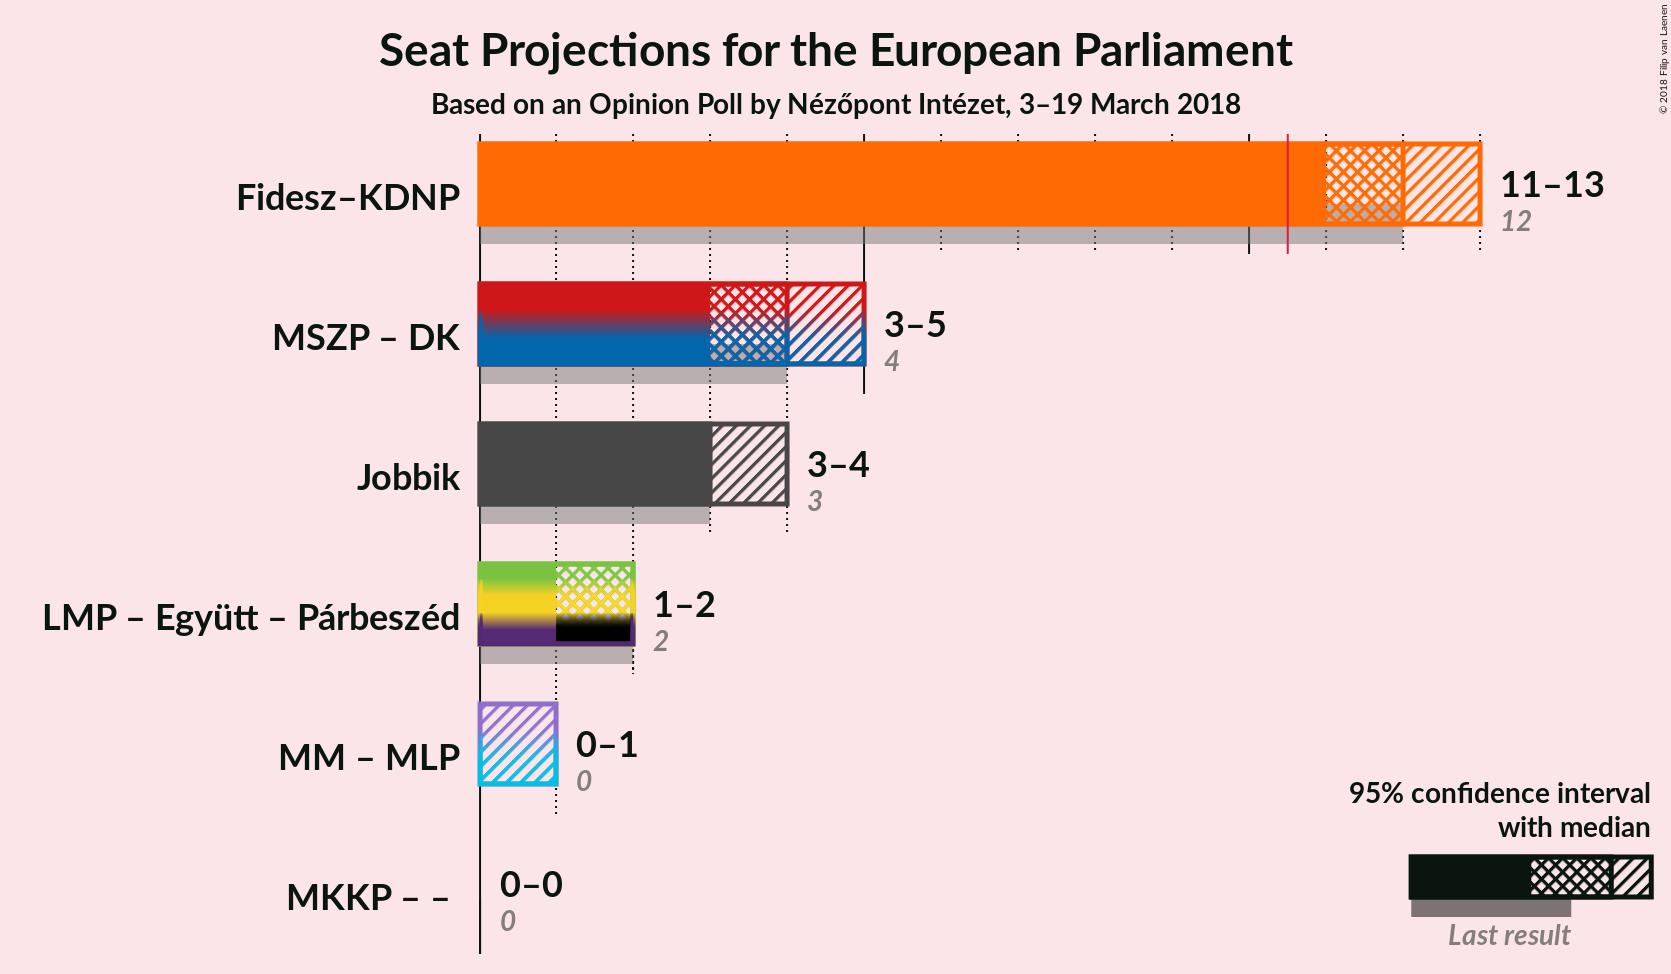 Seat Projections for the European Parliament
Based on an Opinion Poll by Nézőpont Intézet, 3–19 March 2018
© 2018 Filip van Laenen
Fidesz–KDNP
11–13
12
MSZP – DK
3–5
4
Jobbik
3–4
3
LMP – Együtt – Párbeszéd
1–2
2
MM – MLP
0–1
0
MKKP – –
0–0
0
95% confidence interval
with median
Last result